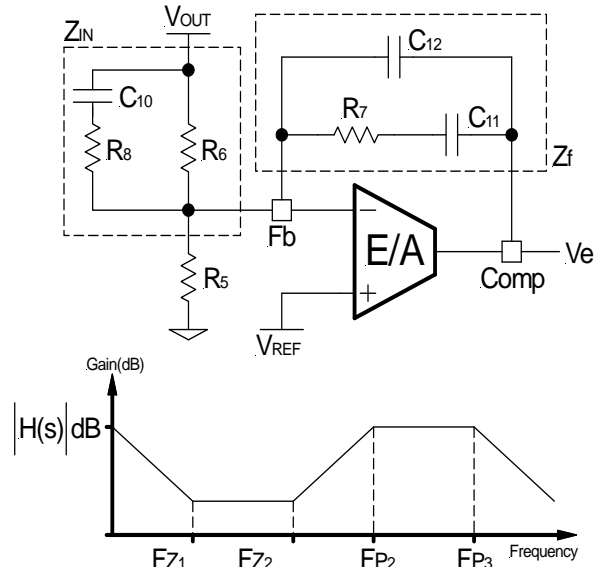 ZIN
VOUT
C12
C10
R7
C11
R8
R6
Zf
Fb
E/A
Ve
R5
Comp
VREF
Gain(dB)
|H(s)|dB
FZ1
FZ2
FP2
FP3
Frequency